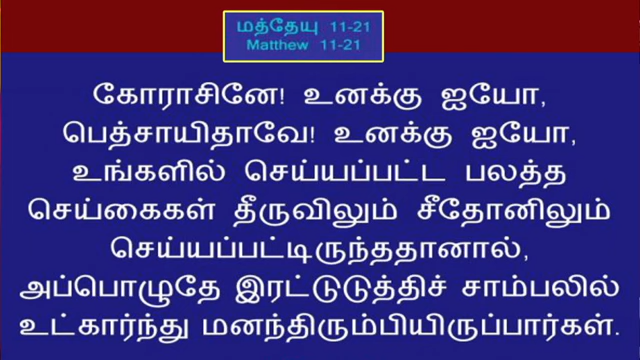 மத்தேயு 11-21
Matthew 11-21
கோராசினே! உனக்கு ஐயோ,
பெத்சாயிதாவே! உனக்கு ஐயோ,
உங்களில் செய்யப்பட்ட பலத்த
செய்கைகள் தீருவிலும் சீதோனிலும்
செய்யப்பட்டிருந்ததானால்,
அப்பொழுதே இரட்டுடுத்திச் சாம்பலில்
உட்கார்ந்து மனந்திரும்பியிருப்பார்கள்.